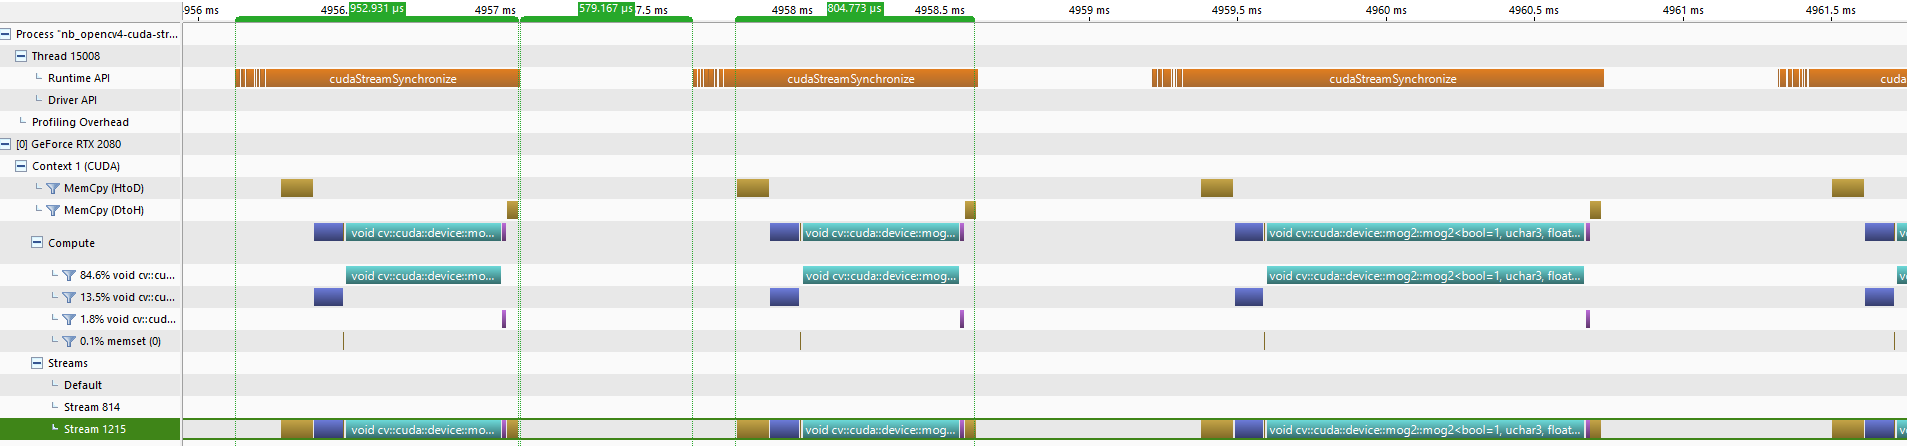 956 ms 4956. 952.931 µs 4957 ms 579.167 µs 7.5 ms 4958 ms 804.773 µs 4958.5 ms 4959 ms 4959.5 ms 4960 ms 4960.5 ms 4961 ms 4961.5 ms
Process "nb_opencv4-cuda-str...
Thread 15008
Runtime API cudaStreamSynchronize cudaStreamSynchronize cudaStreamSynchronize cuda
Driver API
Profiling Overhead
[0] GeForce RTX 2080
Context 1 (CUDA)
MemCpy (HtoD)
MemCpy (DtoH)
Compute void cv::cuda::device::mo... void cv::cuda::device::mog... void cv::cuda::device::mog2::mog2<bool=1, uchar3, float... v
84.6% void cv::cu... void cv::cuda::device::mo... void cv::cuda::device::mog... void cv::cuda::device::mog2::mog2<bool=1, uchar3, float... v
13.5% void cv::cu...
1.8% void cv::cud...
0.1% memset (0)
Streams
Default
Stream 814
Stream 1215 void cv::cuda::device::mo... void cv::cuda::device::mog... void cv::cuda::device::mog2::mog2<bool=1, uchar3, float... v